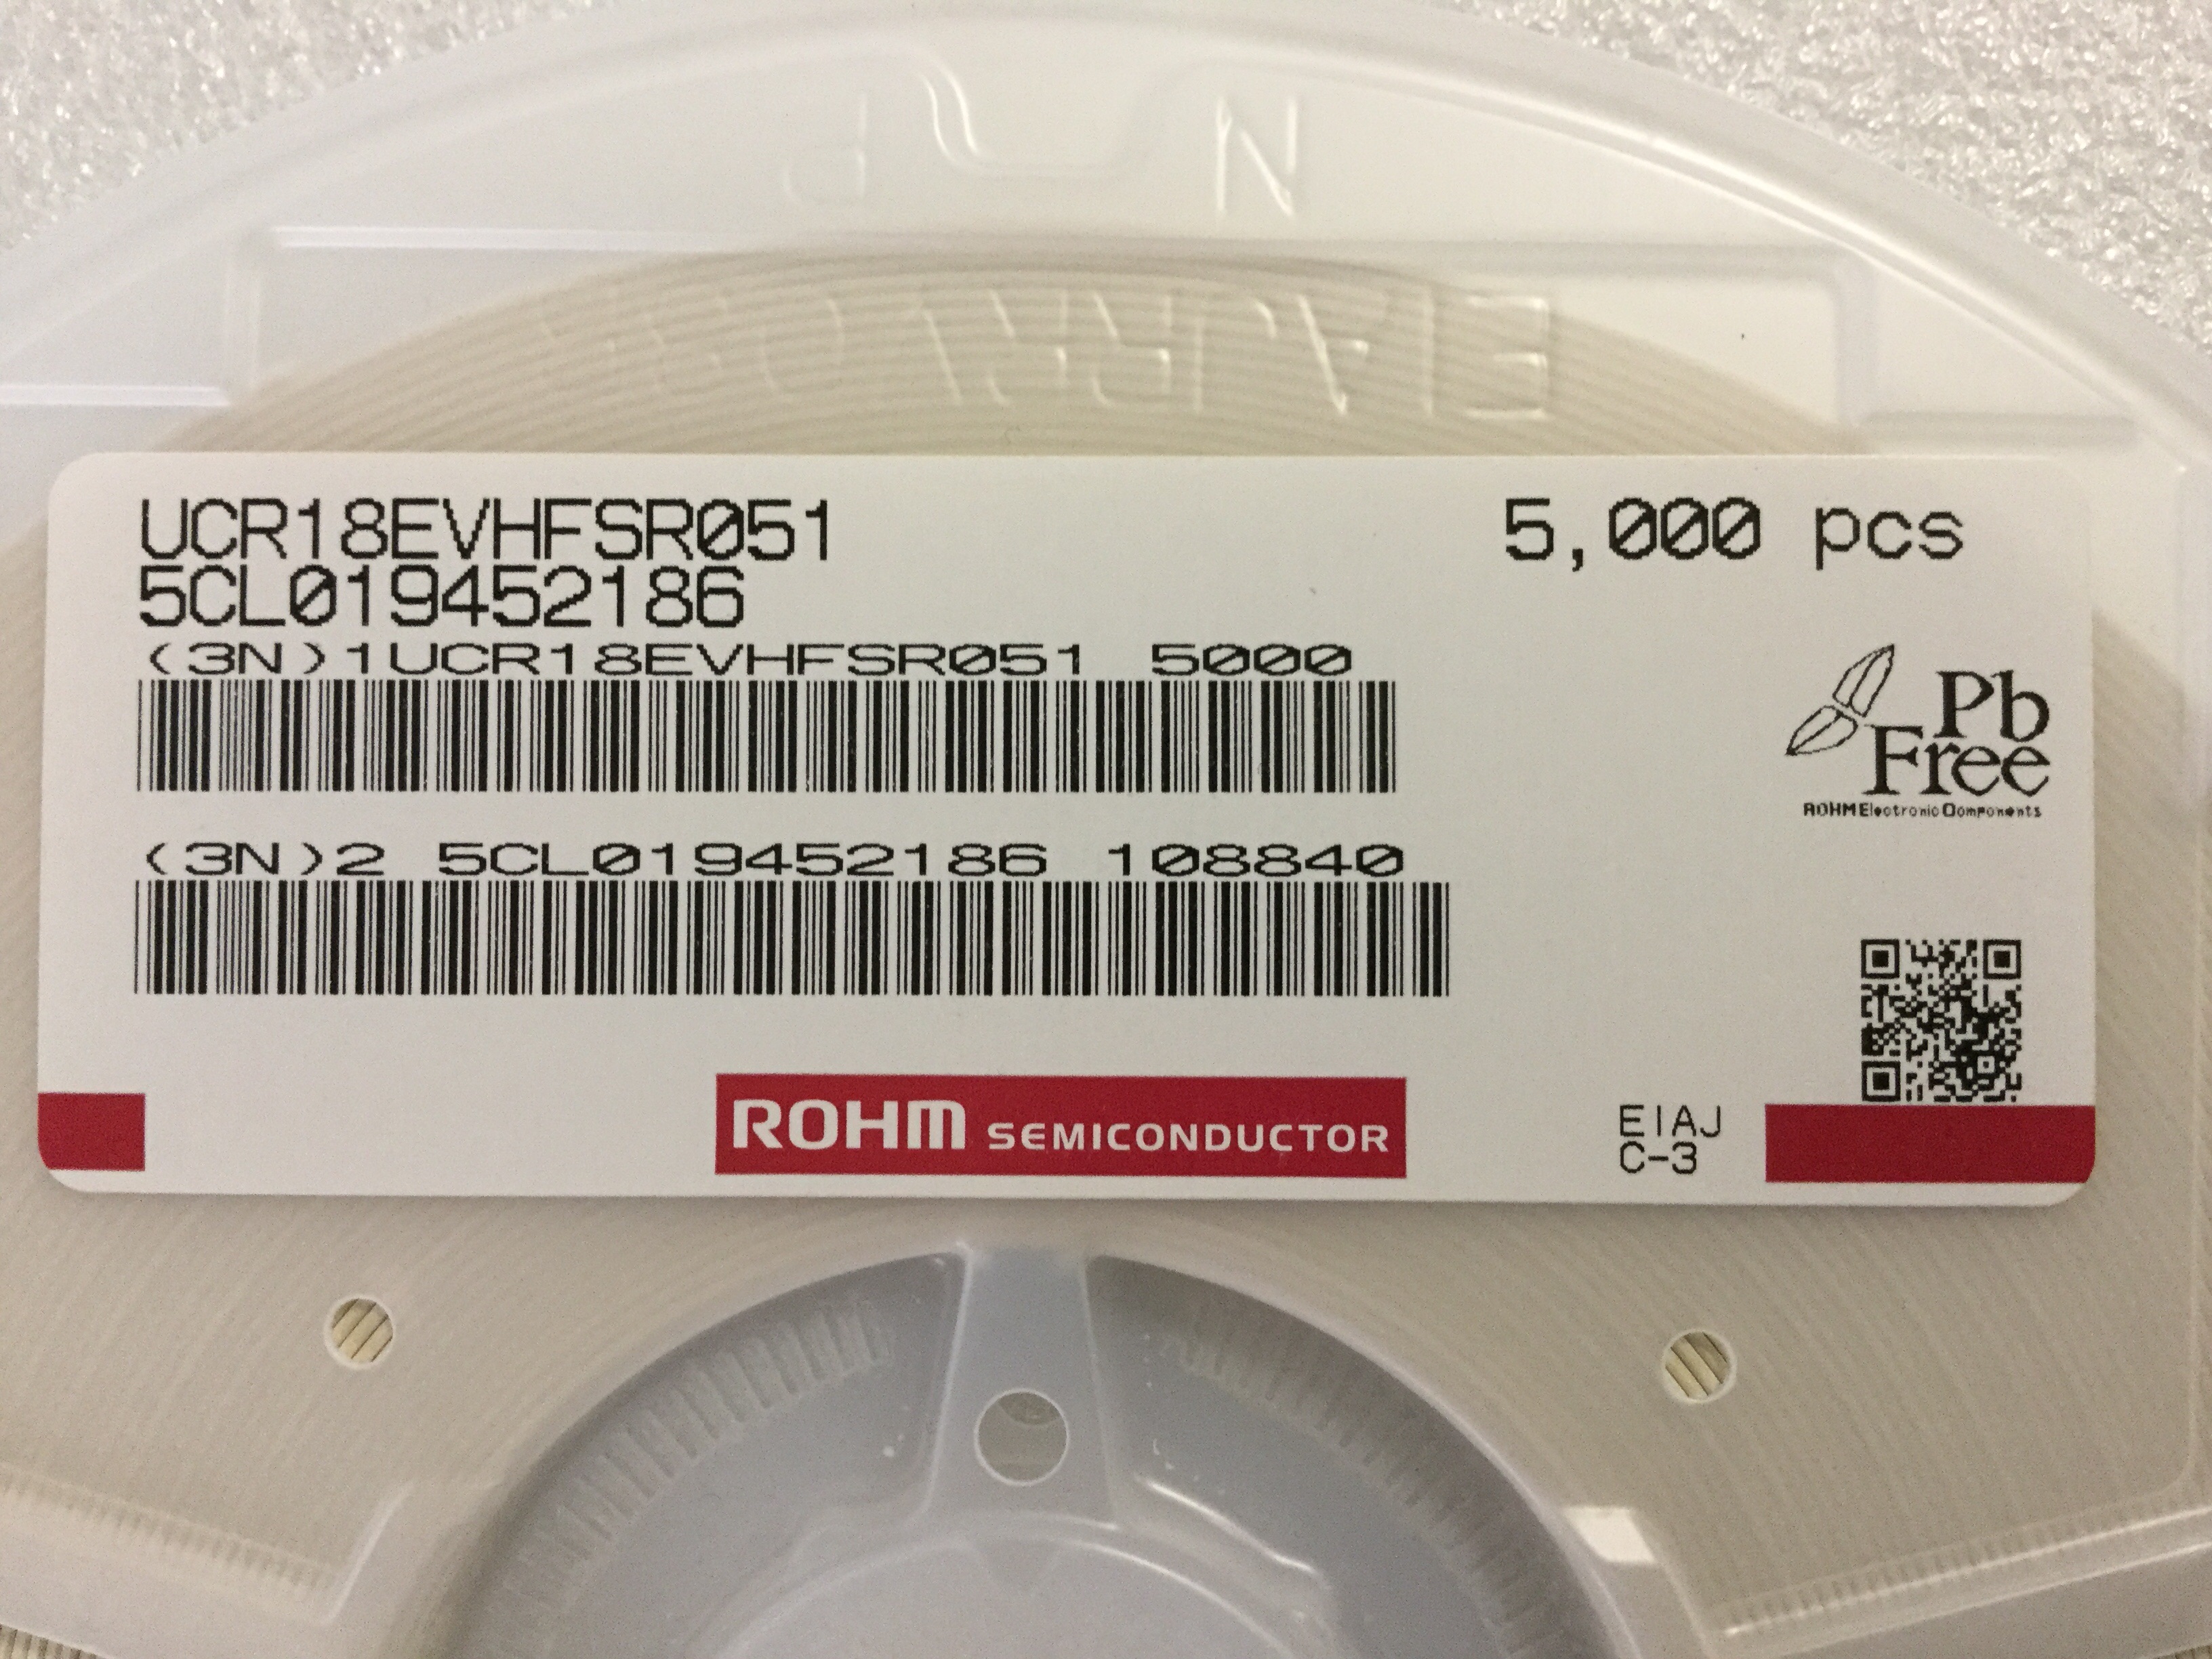 UCR18EVHFSR051 5,000 pcs
5CL019452186
(3N)1UCR18EVHFSR051 5000
Pb
Free
ROHM Electronic Components
(3N)2 5CL019452186 108840
ROHM SEMICONDUCTOR
EIAJ
C-3